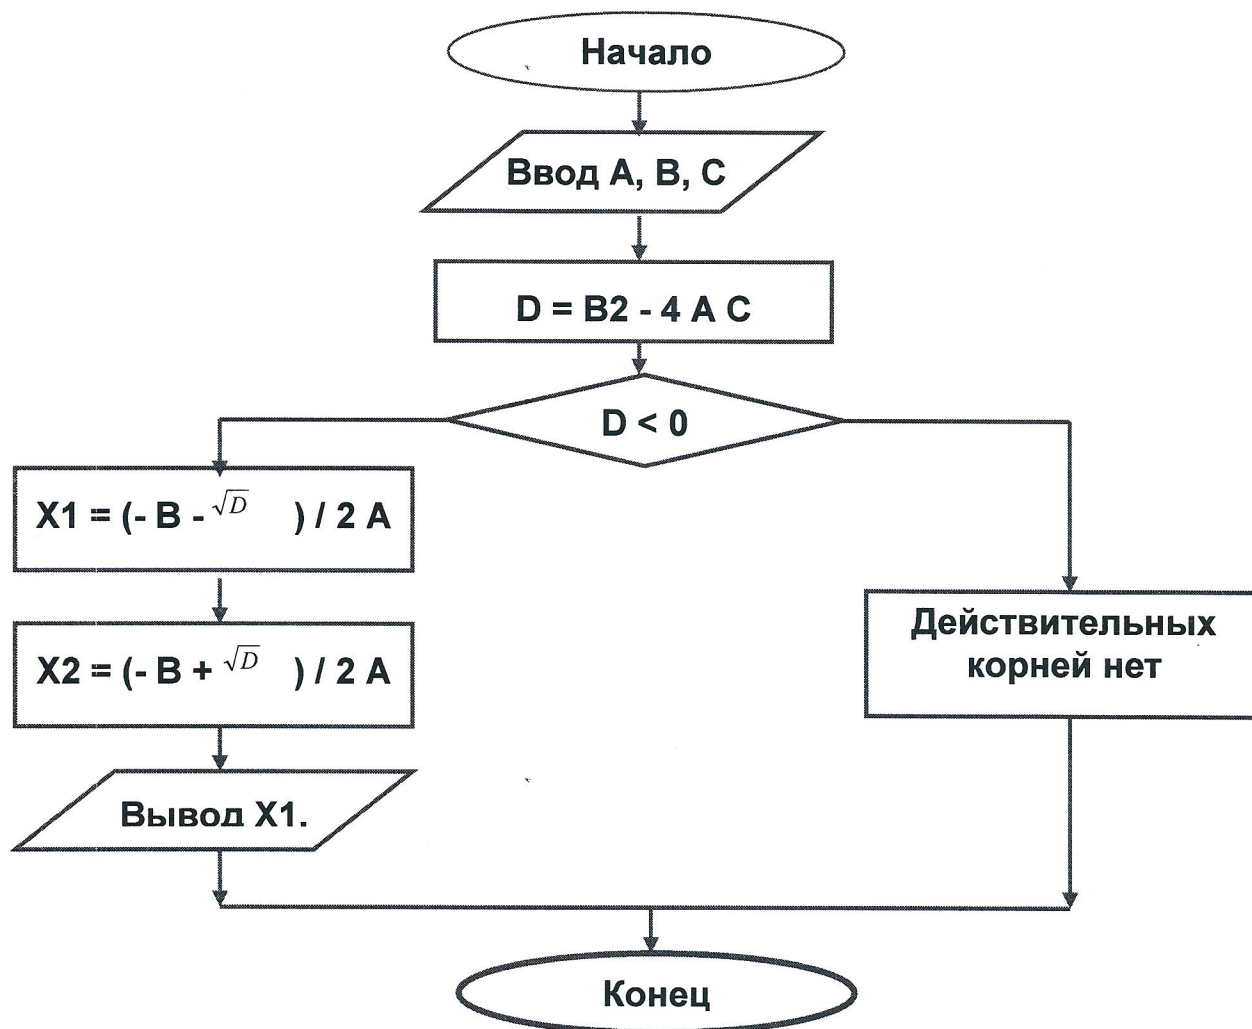 Начало
Ввод A, B, C
D = B2 - 4 A C
D < 0
X1 = (- B - √D ) / 2 A
X2 = (- B + √D ) / 2 A
Вывод X1.
Действительных
корней нет
Конец